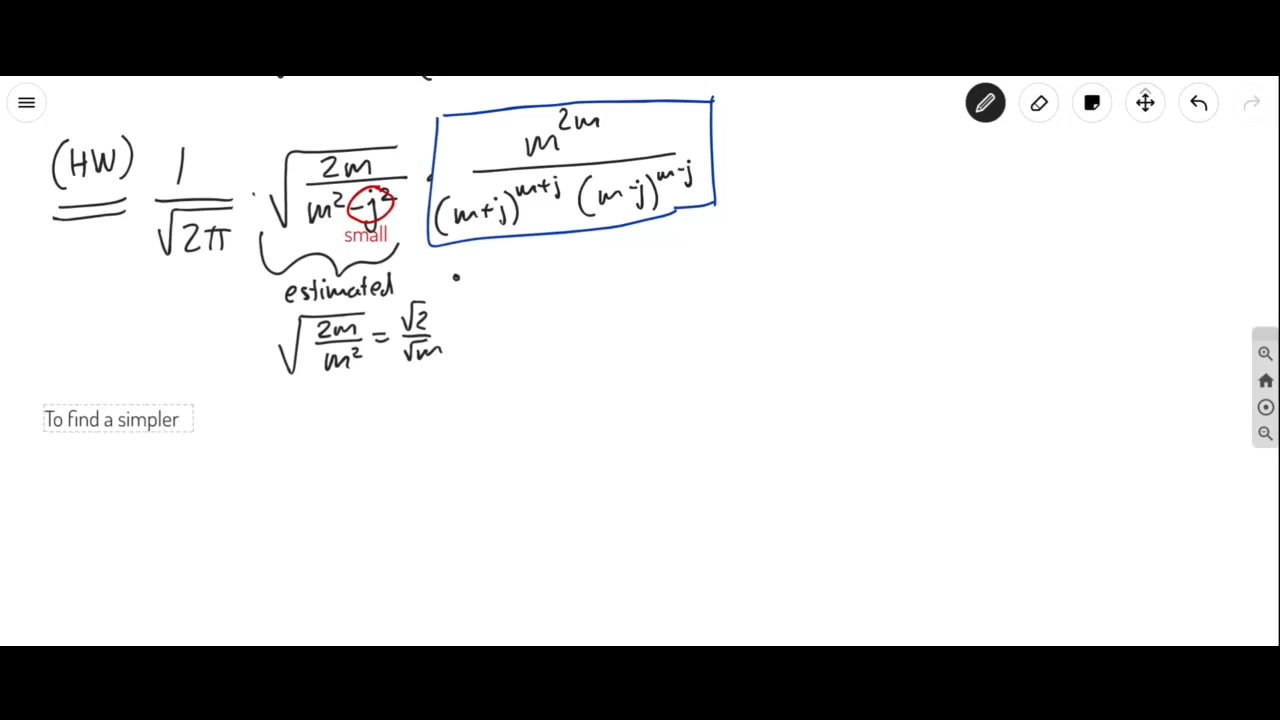 (HW) 1/√2π · √(2m/(m² - j²)) · m^{2m}/((m+j)^{m+j} (m-j)^{m-j})
small
estimated
√(2m/m²) = √2/√m
To find a simpler